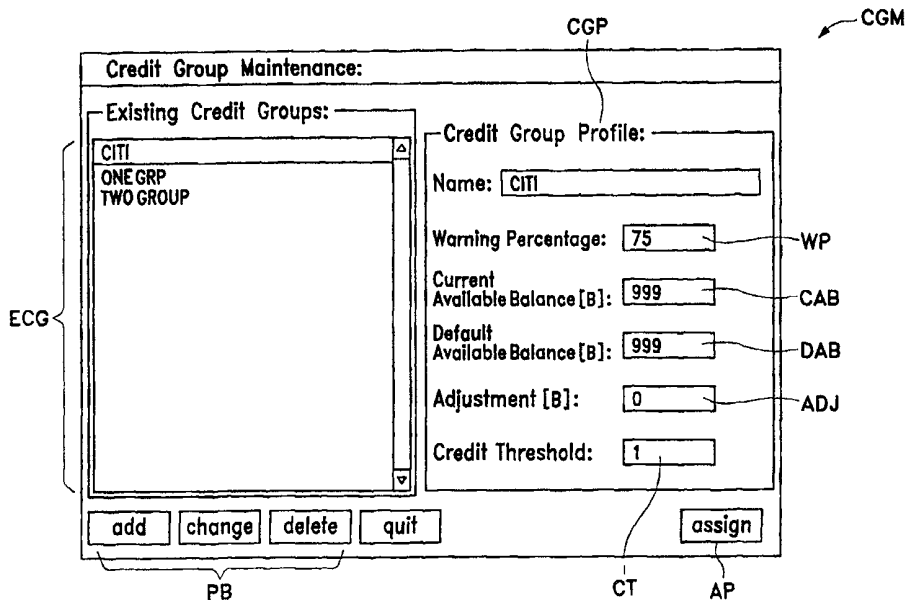 CGM
CGP
Credit Group Maintenance:
Existing Credit Groups:
CITI
ONE GRP
TWO GROUP
ECG
Credit Group Profile:
Name: CITI
Warning Percentage: 75
WP
Current
Available Balance [B]: 999
CAB
Default
Available Balance [B]: 999
DAB
Adjustment [B]: 0
ADJ
Credit Threshold: 1
add change delete quit assign
PB
CT
AP